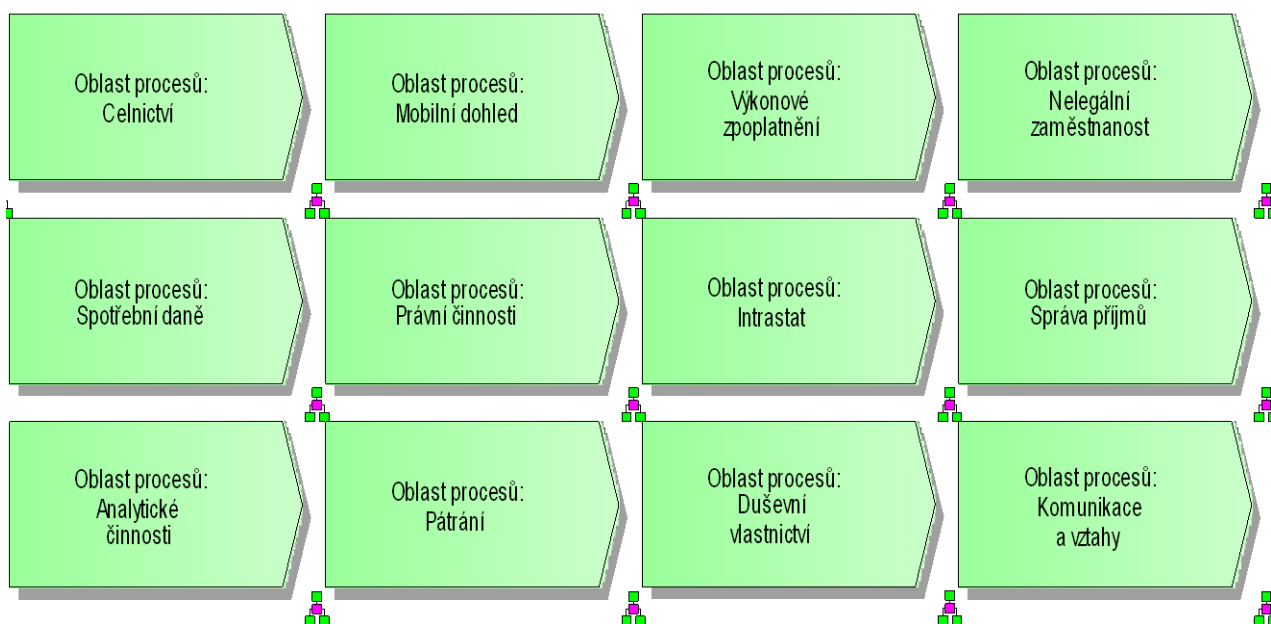 Oblast procesů:
Celnictví
Oblast procesů:
Mobilní dohled
Oblast procesů:
Výkonové
zpoplatnění
Oblast procesů:
Nelegální
zaměstnanost
Oblast procesů:
Spotřební daně
Oblast procesů:
Právní činnosti
Oblast procesů:
Intrastat
Oblast procesů:
Správa příjmů
Oblast procesů:
Analytické
činnosti
Oblast procesů:
Pátrání
Oblast procesů:
Duševní
vlastnictví
Oblast procesů:
Komunikace
a vztahy